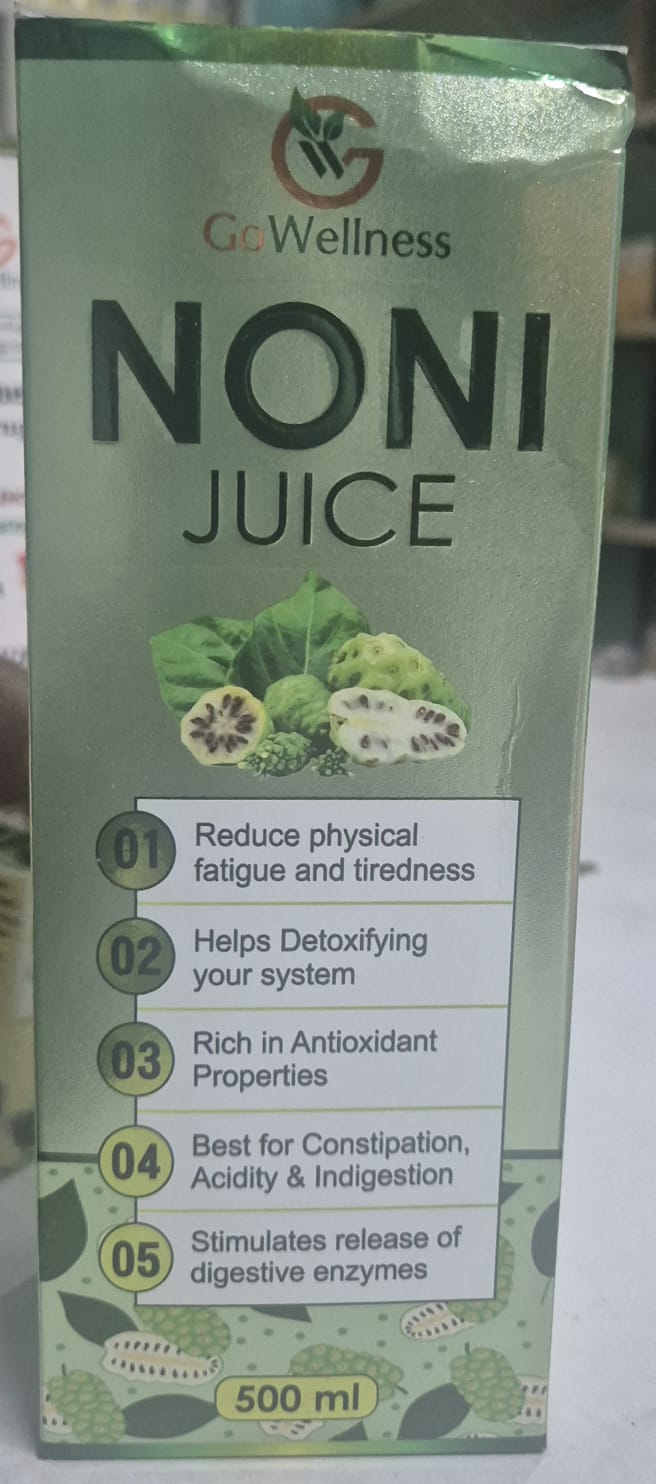 GoWellness
NONI
JUICE
01 Reduce physical
fatigue and tiredness
02 Helps Detoxifying
your system
03 Rich in Antioxidant
Properties
04 Best for Constipation,
Acidity & Indigestion
05 Stimulates release of
digestive enzymes
500 ml